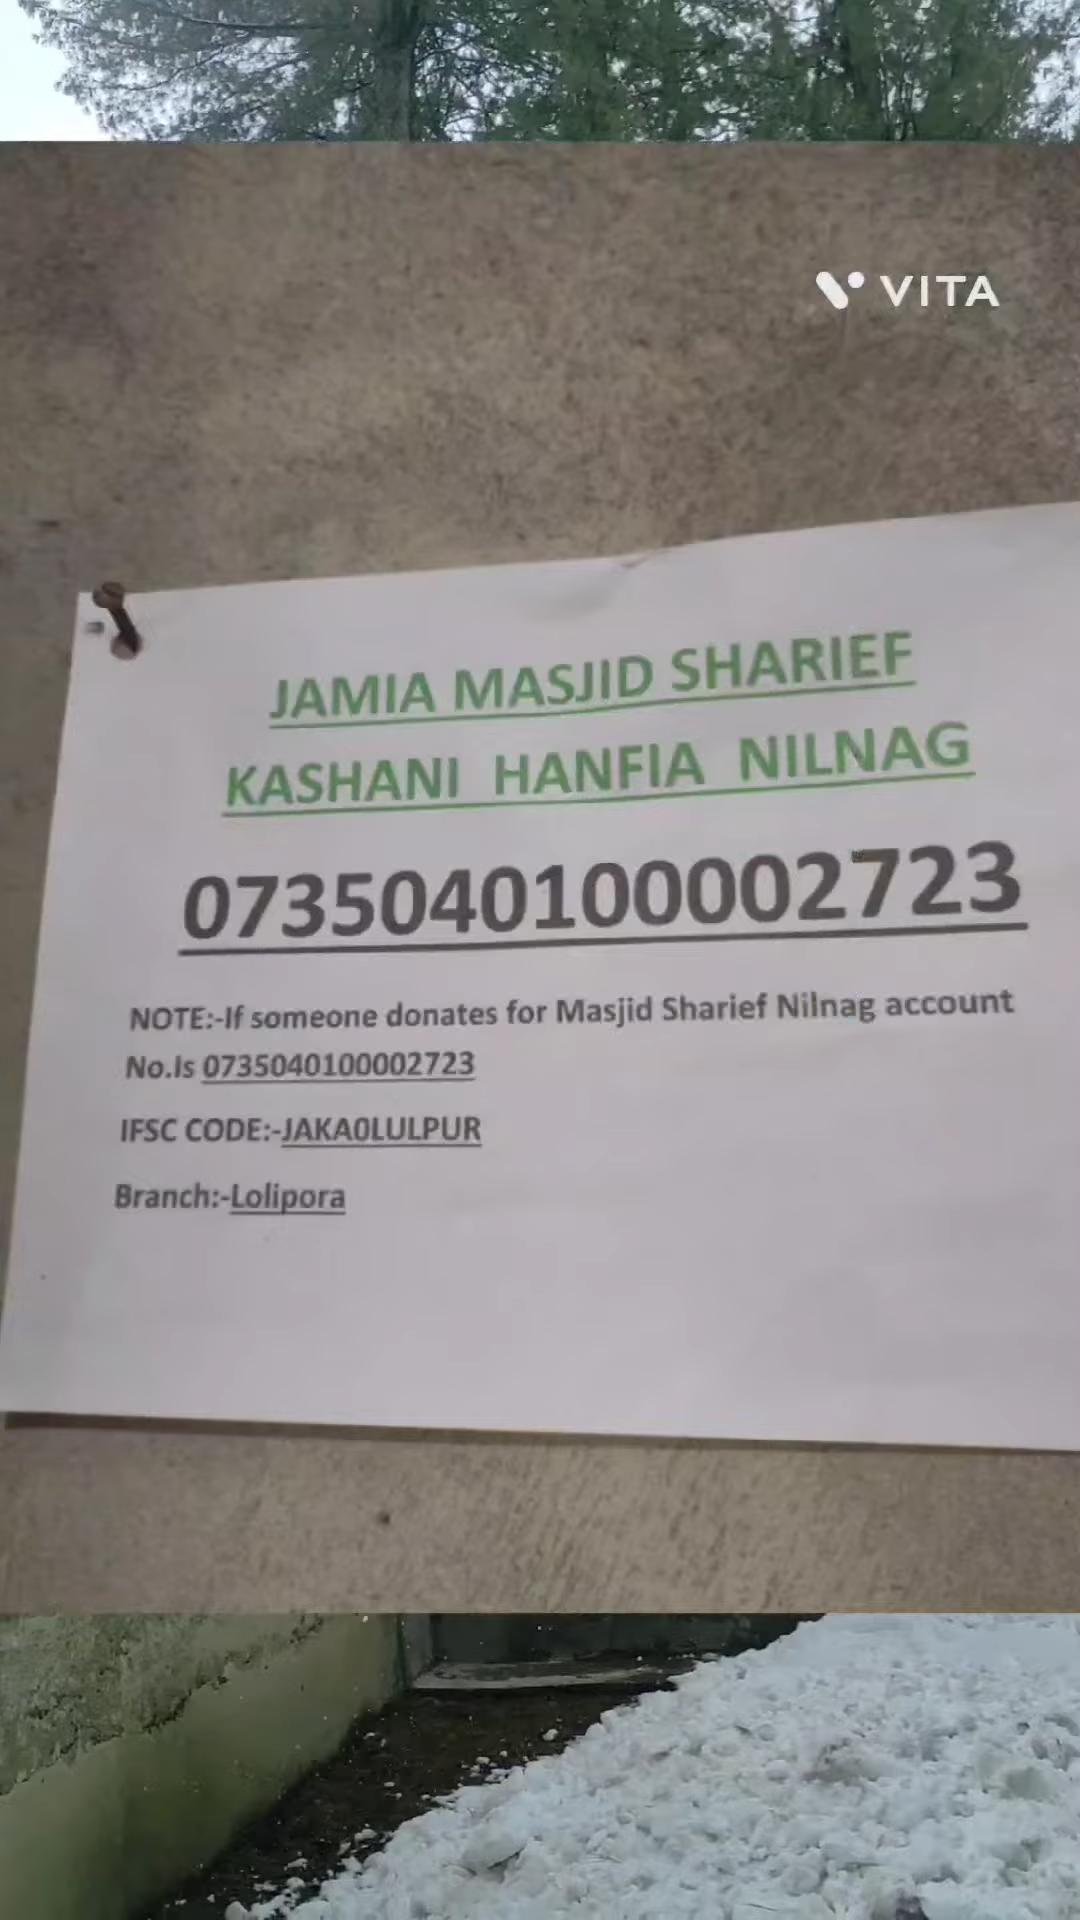 VITA
JAMIA MASJID SHARIEF
KASHANI HANFIA NILNAG
0735040100002723
NOTE:-If someone donates for Masjid Sharief Nilnag account
No.Is 0735040100002723
IFSC CODE:-JAKA0LULPUR
Branch:-Lolipora